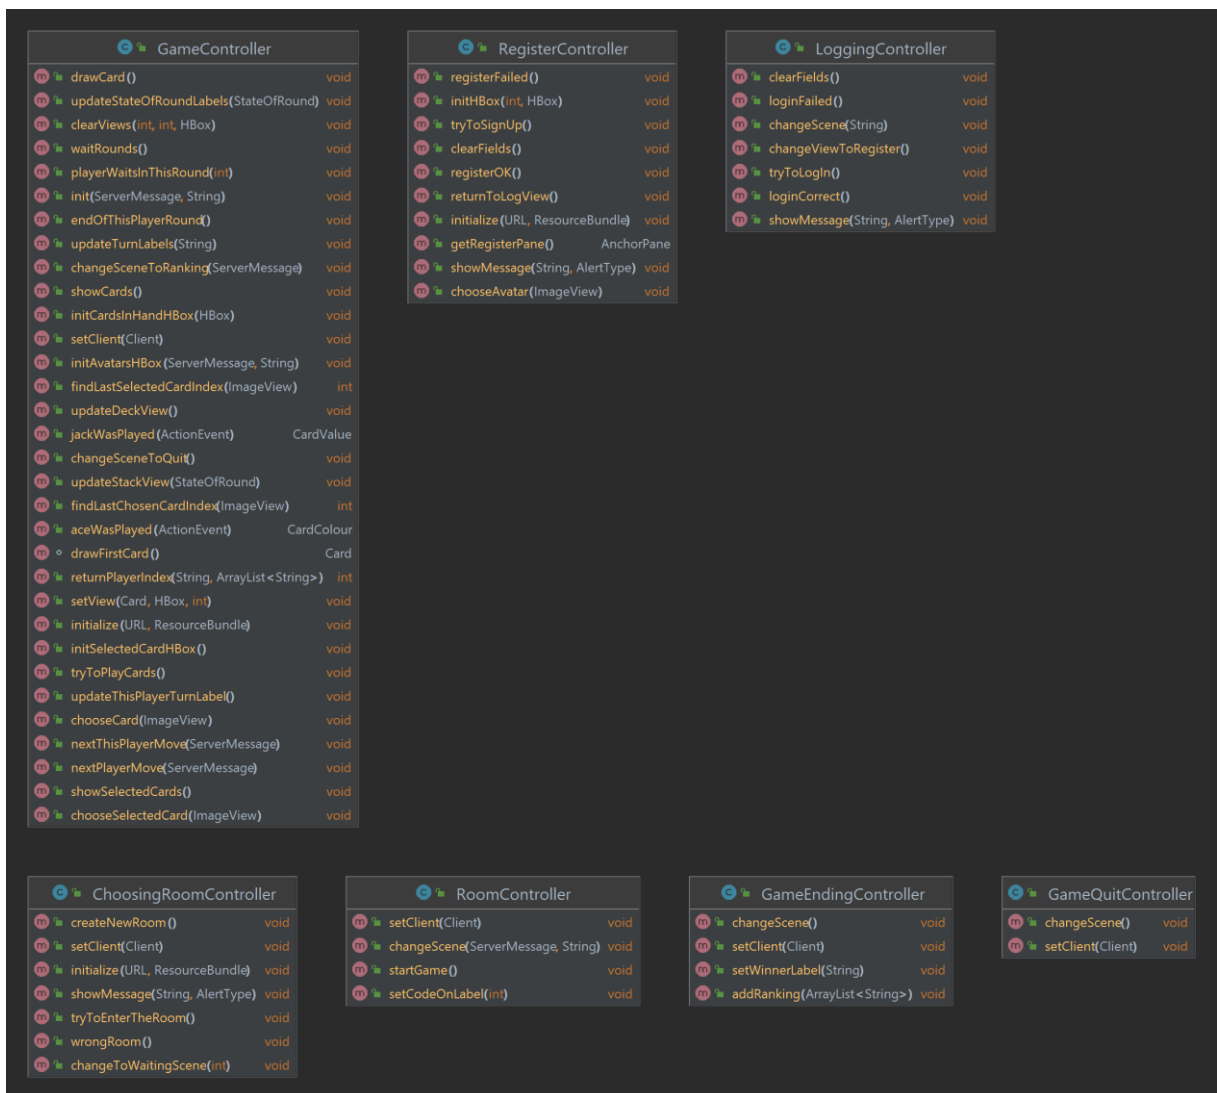 GameController
drawCard() void
updateStateOfRoundLabels(StateOfRound) void
clearViews(int, int, HBox) void
waitRounds() void
playerWaitsInThisRound(int) void
init(ServerMessage, String) void
endOfThisPlayerRound() void
updateTurnLabels(String) void
changeSceneToRanking(ServerMessage) void
showCards() void
initCardsInHandHBox(HBox) void
setClient(Client) void
initAvatarsHBox(ServerMessage, String) void
findLastSelectedCardIndex(ImageView) int
updateDeckView() void
jackWasPlayed(ActionEvent) CardValue
changeSceneToQuit() void
updateStackView(StateOfRound) void
findLastChosenCardIndex(ImageView) int
aceWasPlayed(ActionEvent) CardColour
drawFirstCard() Card
returnPlayerIndex(String, ArrayList<String>) int
setView(Card, HBox, int) void
initialize(URL, ResourceBundle) void
initSelectedCardHBox() void
tryToPlayCards() void
updateThisPlayerTurnLabel() void
chooseCard(ImageView) void
nextThisPlayerMove(ServerMessage) void
nextPlayerMove(ServerMessage) void
showSelectedCards() void
chooseSelectedCard(ImageView) void
RegisterController
registerFailed() void
initHBox(int, HBox) void
tryToSignUp() void
clearFields() void
registerOK() void
returnToLogView() void
initialize(URL, ResourceBundle) void
getRegisterPane() AnchorPane
showMessage(String, AlertType) void
chooseAvatar(ImageView) void
LoggingController
clearFields() void
loginFailed() void
changeScene(String) void
changeViewToRegister() void
tryToLogIn() void
loginCorrect() void
showMessage(String, AlertType) void
ChoosingRoomController
createNewRoom() void
setClient(Client) void
initialize(URL, ResourceBundle) void
showMessage(String, AlertType) void
tryToEnterTheRoom() void
wrongRoom() void
changeToWaitingScene(int) void
RoomController
setClient(Client) void
changeScene(ServerMessage, String) void
startGame() void
setCodeOnLabel(int) void
GameEndingController
changeScene() void
setClient(Client) void
setWinnerLabel(String) void
addRanking(ArrayList<String>) void
GameQuitController
changeScene() void
setClient(Client) void